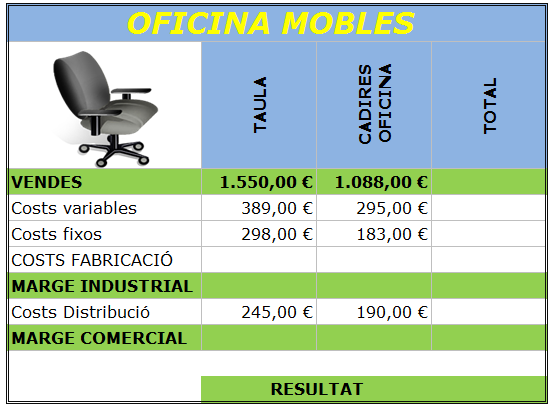 OFICINA MOBLES
TAULA
CADIRES
OFICINA
TOTAL
VENDES 1.550,00 € 1.088,00 €
Costs variables 389,00 € 295,00 €
Costs fixos 298,00 € 183,00 €
COSTS FABRICACIÓ
MARGE INDUSTRIAL
Costs Distribució 245,00 € 190,00 €
MARGE COMERCIAL
RESULTAT